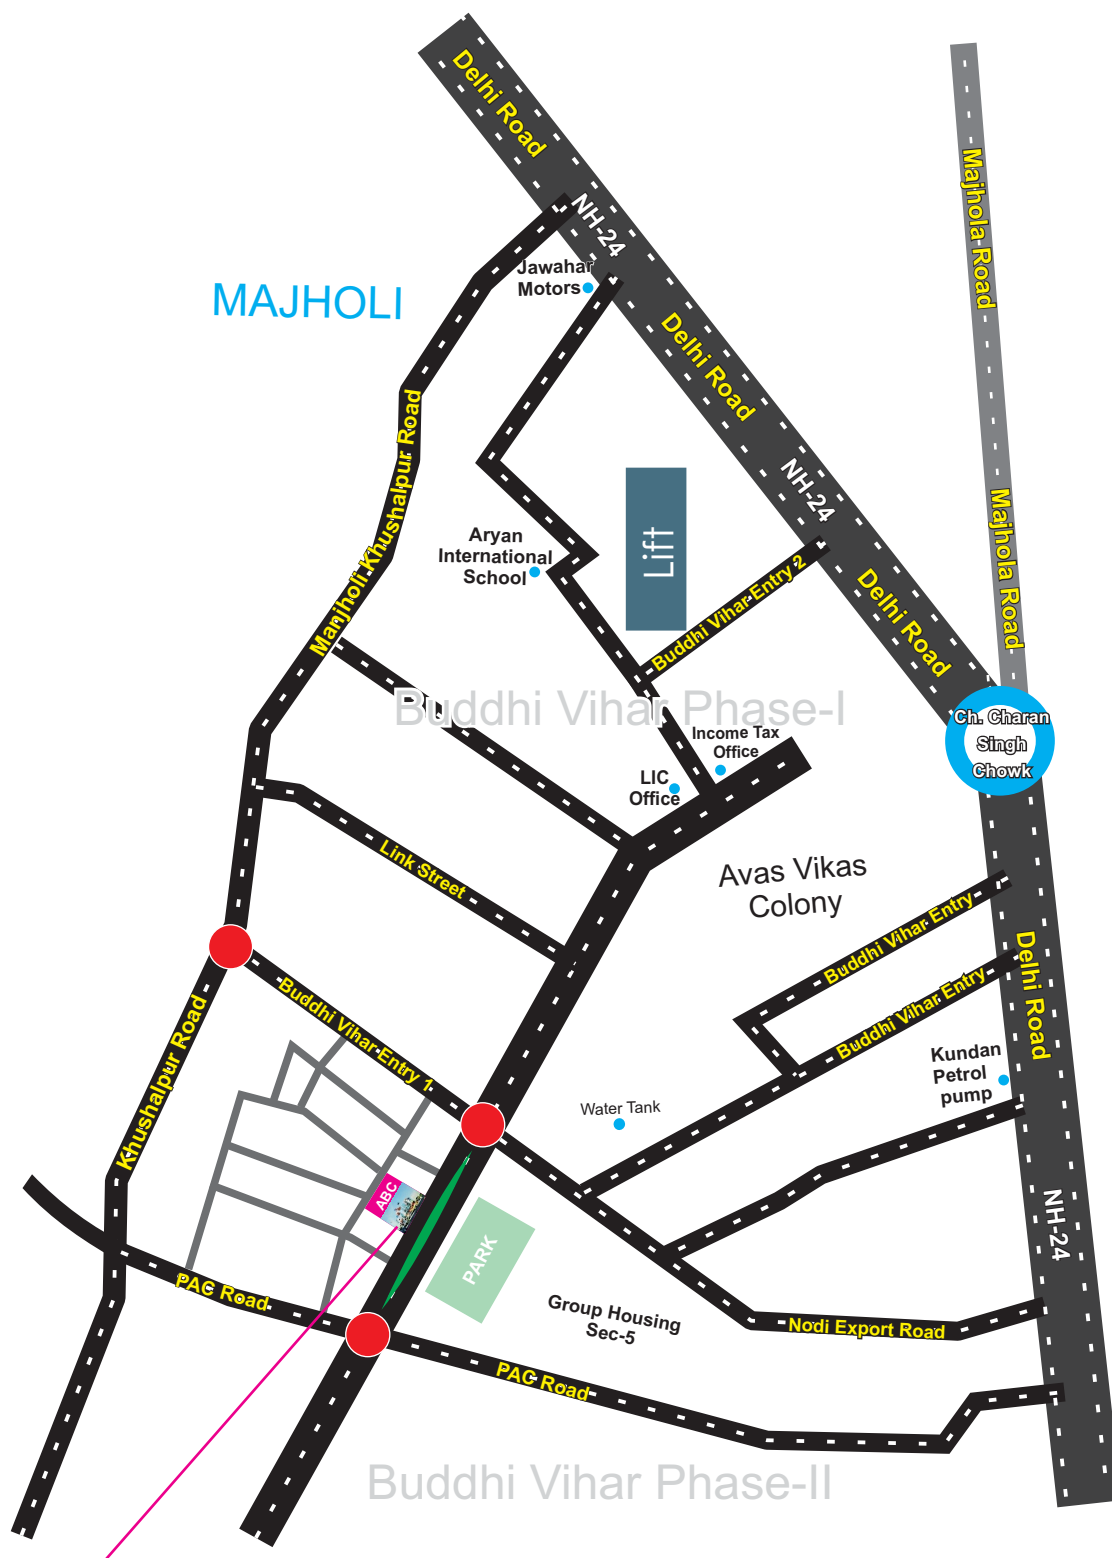 Delhi Road
NH-24
Majhola Road
Jawahar
Motors
MAJHOLI
Delhi Road
Manjholi Khushalpur Road
NH-24
Majhola Road
Aryan
International
School
Lift
Buddhi Vihar Entry 2
Delhi Road
Buddhi Vihar Phase-I
Ch. Charan
Singh
Chowk
Income Tax
Office
LIC
Office
Link Street
Avas Vikas
Colony
Buddhi Vihar Entry
Buddhi Vihar Entry
Delhi Road
Buddhi Vihar Entry 1
Khushalpur Road
Kundan
Petrol
pump
Water Tank
ABC
PARK
NH-24
PAC Road
Group Housing
Sec-5
Nodi Export Road
PAC Road
Buddhi Vihar Phase-II